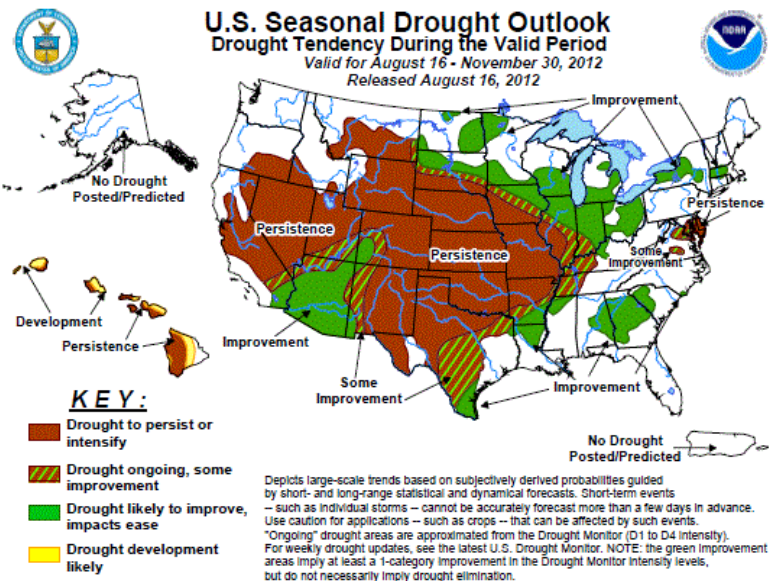 U.S. Seasonal Drought Outlook
Drought Tendency During the Valid Period
Valid for August 16 - November 30, 2012
Released August 16, 2012
NOAA
Improvement
No Drought
Posted/Predicted
Persistence
Persistence
Persistence
Some
Improvement
Development
Persistence
Improvement
Some
Improvement
Improvement
KEY:
Drought to persist or
intensify
Drought ongoing, some
improvement
Drought likely to improve,
impacts ease
Drought development
likely
No Drought
Posted/Predicted
Depicts large-scale trends based on subjectively derived probabilities guided
by short- and long-range statistical and dynamical forecasts. Short-term events
-- such as individual storms -- cannot be accurately forecast more than a few days in advance.
Use caution for applications -- such as crops -- that can be affected by such events.
"Ongoing" drought areas are approximated from the Drought Monitor (D1 to D4 intensity).
For weekly drought updates, see the latest U.S. Drought Monitor. NOTE: the green improvement
areas imply at least a 1-category improvement in the Drought Monitor intensity levels,
but do not necessarily imply drought elimination.